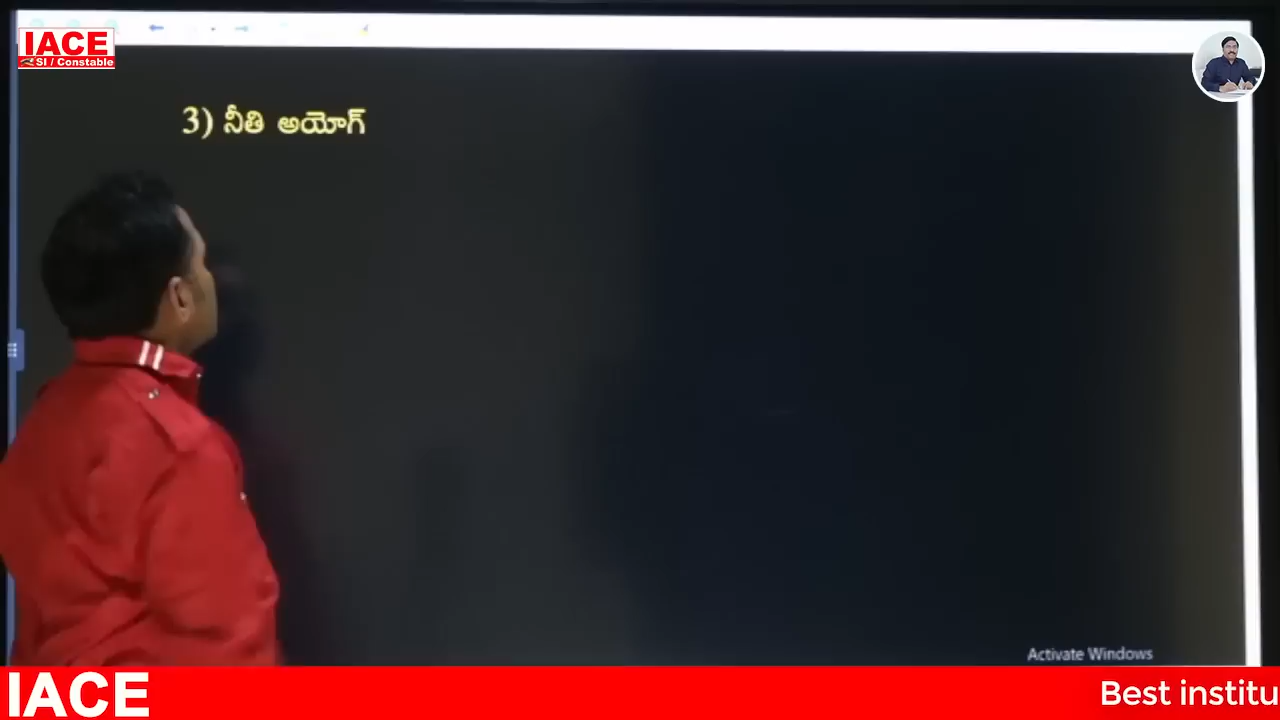 IACE
SI / Constable
3) నీతి అయోగ్
Activate Windows
IACE
Best institu